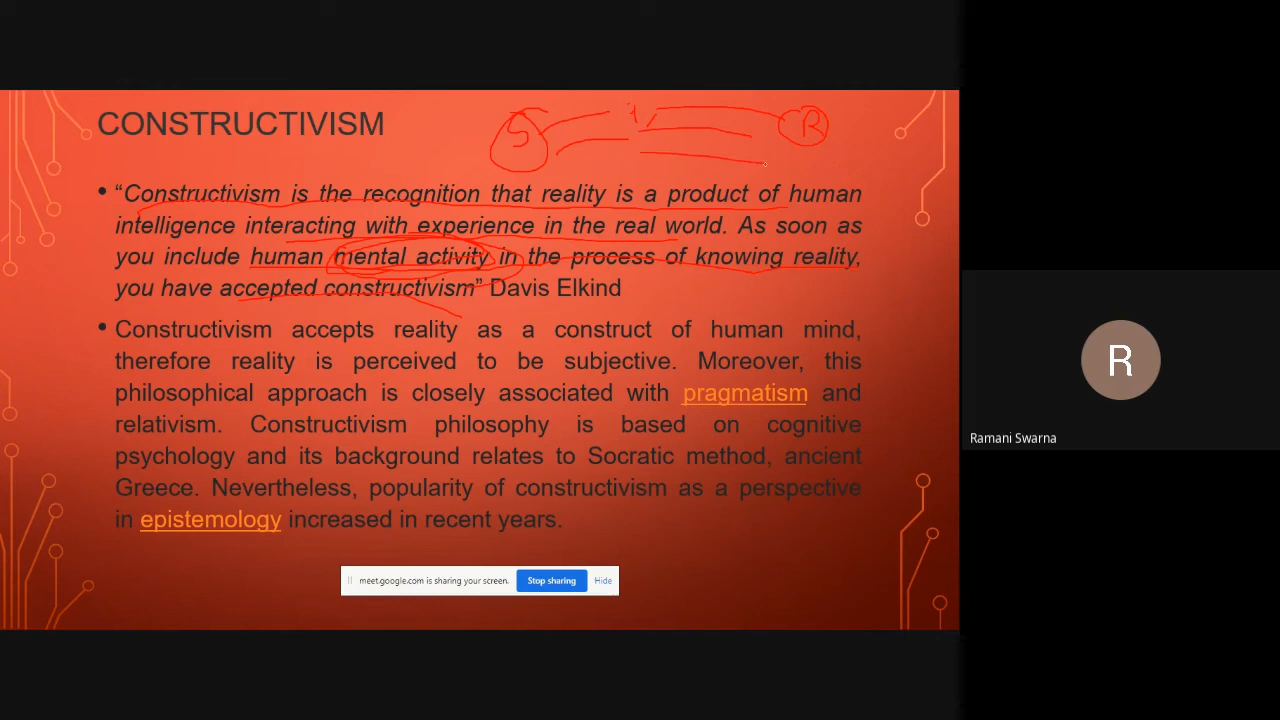 CONSTRUCTIVISM
S
R
• “Constructivism is the recognition that reality is a product of human
intelligence interacting with experience in the real world. As soon as
you include human mental activity in the process of knowing reality,
you have accepted constructivism” Davis Elkind
• Constructivism accepts reality as a construct of human mind,
therefore reality is perceived to be subjective. Moreover, this
philosophical approach is closely associated with pragmatism and
relativism. Constructivism philosophy is based on cognitive
psychology and its background relates to Socratic method, ancient
Greece. Nevertheless, popularity of constructivism as a perspective
in epistemology increased in recent years.
meet.google.com is sharing your screen. Stop sharing Hide
R
Ramani Swarna